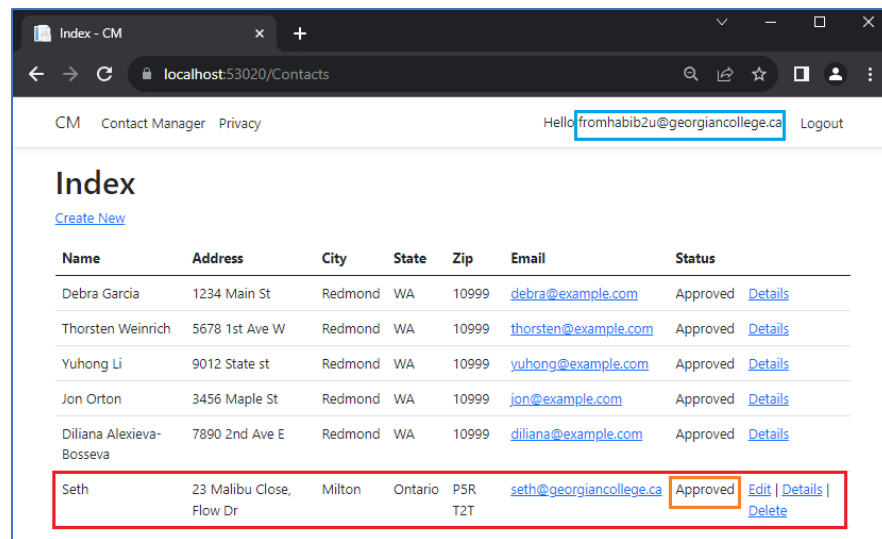 Index - CM
localhost:53020/Contacts
CM Contact Manager Privacy Hello fromhabib2u@georgiancollege.ca Logout
Index
Create New
Name Address City State Zip Email Status
Debra Garcia 1234 Main St Redmond WA 10999 debra@example.com Approved Details
Thorsten Weinrich 5678 1st Ave W Redmond WA 10999 thorsten@example.com Approved Details
Yuhong Li 9012 State st Redmond WA 10999 yuhong@example.com Approved Details
Jon Orton 3456 Maple St Redmond WA 10999 jon@example.com Approved Details
Diliana Alexieva- 7890 2nd Ave E Redmond WA 10999 diliana@example.com Approved Details
Bosseva
Seth 23 Malibu Close, Milton Ontario P5R seth@georgiancollege.ca Approved Edit | Details |
Flow Dr T2T Delete